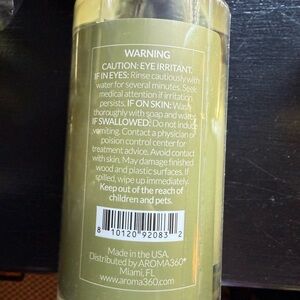 WARNING
CAUTION: EYE IRRITANT.
IF IN EYES: Rinse cautiously with
water for several minutes. Seek
medical attention if irritation
persists. IF ON SKIN: Wash
thoroughly with soap and water.
IF SWALLOWED: Do not induce
vomiting. Contact a physician or
poison control center for
treatment advice. Avoid contact
with skin. May damage finished
wood and plastic surfaces. If
spilled, wipe up immediately.
Keep out of the reach of
children and pets.
8 10120 92083 2
Made in the USA.
Distributed by AROMA360®
Miami, FL
www.aroma360.com